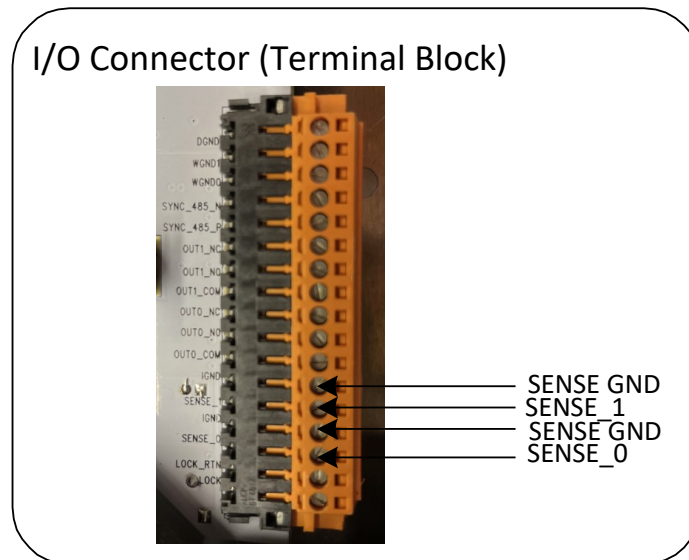 I/O Connector (Terminal Block)
DGND
WGND1
WGND0
SYNC_485_N
SYNC_485_P
OUT1_NC
OUT1_NO
OUT1_COM
OUT0_NC
OUT0_NO
OUT0_COM
IGND
SENSE_1
IGND
SENSE_0
LOCK_RTN
LOCK
SENSE GND
SENSE_1
SENSE GND
SENSE_0